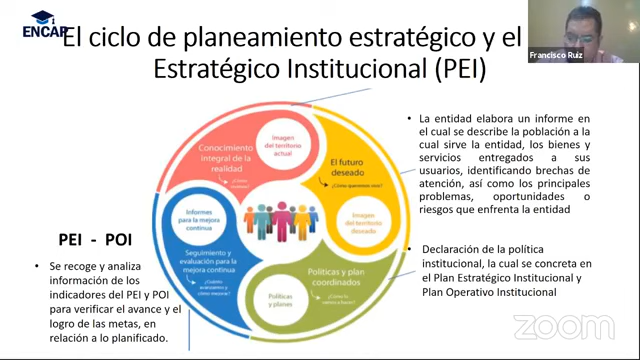 ENCAP
El ciclo de planeamiento estratégico y el
Estratégico Institucional (PEI)
Francisco Ruiz
Imagen
del territorio
actual
Conocimiento
integral de la
realidad
El futuro
deseado
¿Cómo queremos vivir?
Imagen del
territorio
deseado
Informes
para la mejora
continua
Seguimiento y
evaluación para la
mejora continua
Políticas y plan
coordinados
Políticas
y planes
• La entidad elabora un informe en
el cual se describe la población a la
cual sirve la entidad, los bienes y
servicios entregados a sus
usuarios, identificando brechas de
atención, así como los principales
problemas, oportunidades o
riesgos que enfrenta la entidad
• Declaración de la política
institucional, la cual se concreta en
el Plan Estratégico Institucional y
Plan Operativo Institucional
PEI - POI
• Se recoge y analiza
información de los
indicadores del PEI y POI
para verificar el avance y el
logro de las metas, en
relación a lo planificado.
zoom